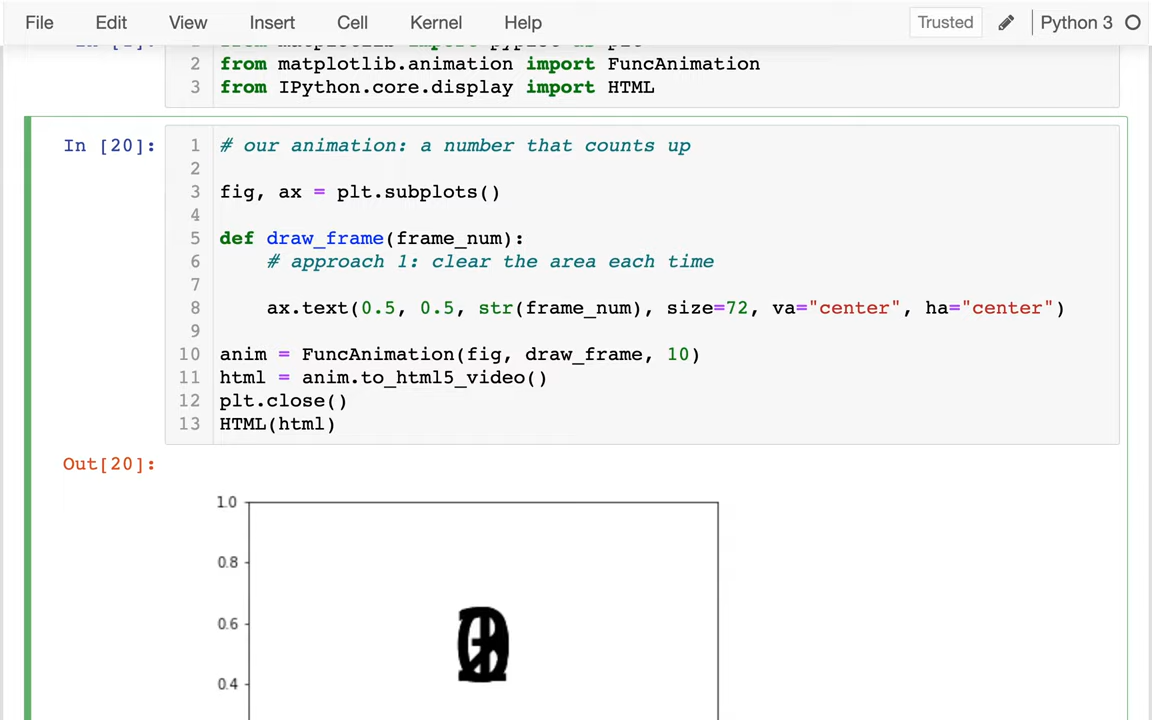 File Edit View Insert Cell Kernel Help Trusted Python 3
2 from matplotlib.animation import FuncAnimation
3 from IPython.core.display import HTML
In [20]: 1 # our animation: a number that counts up
2
3 fig, ax = plt.subplots()
4
5 def draw_frame(frame_num):
6 # approach 1: clear the area each time
7
8 ax.text(0.5, 0.5, str(frame_num), size=72, va="center", ha="center")
9
10 anim = FuncAnimation(fig, draw_frame, 10)
11 html = anim.to_html5_video()
12 plt.close()
13 HTML(html)
Out[20]:
1.0
0.8
0.6
0.4